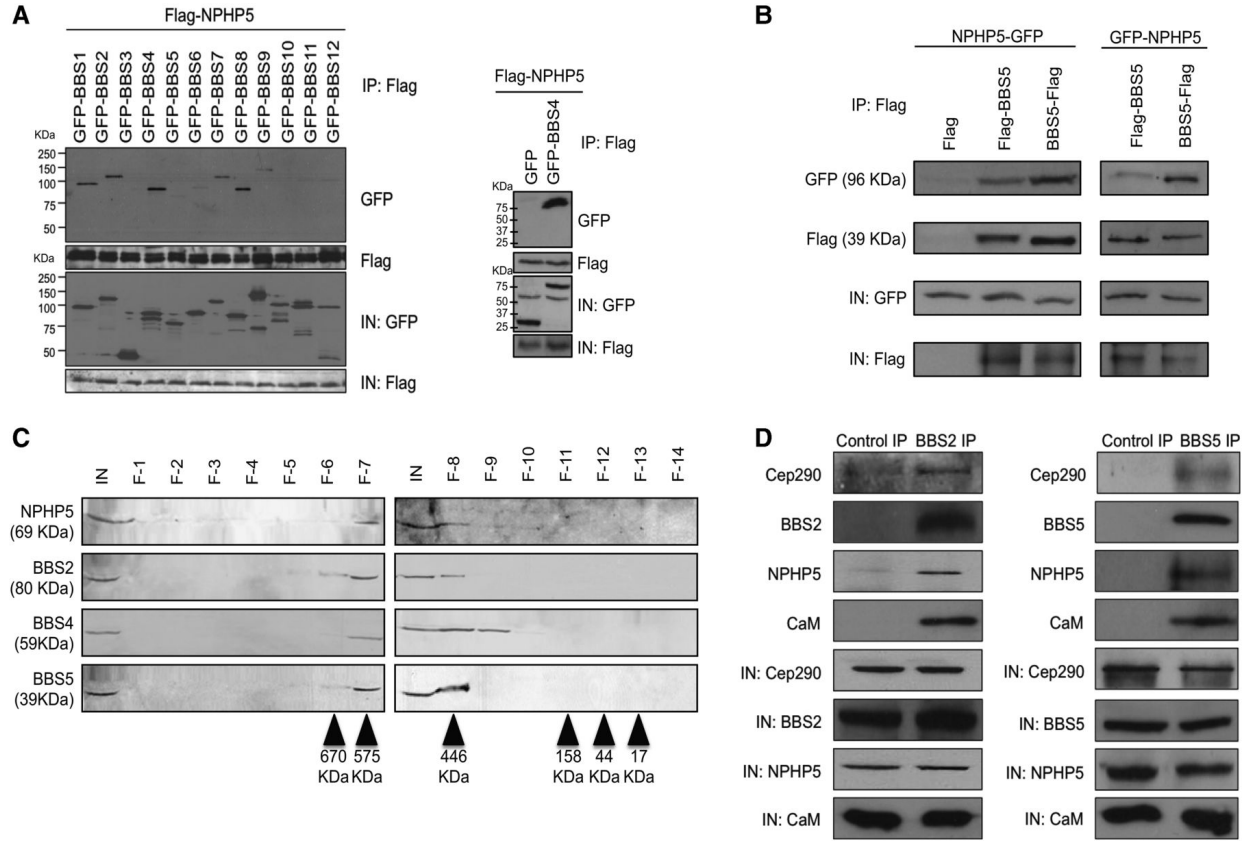 A
Flag-NPHP5
GFP-BBS1
GFP-BBS2
GFP-BBS3
GFP-BBS4
GFP-BBS5
GFP-BBS6
GFP-BBS7
GFP-BBS8
GFP-BBS9
GFP-BBS10
GFP-BBS11
GFP-BBS12
IP: Flag
KDa
250
150
100
75
50
GFP
KDa
Flag
250
150
100
75
50
IN: GFP
IN: Flag
Flag-NPHP5
GFP
GFP-BBS4
IP: Flag
KDa
75
50
37
25
GFP
Flag
KDa
75
50
37
25
IN: GFP
IN: Flag
B
NPHP5-GFP
GFP-NPHP5
IP: Flag
Flag
Flag-BBS5
BBS5-Flag
Flag-BBS5
BBS5-Flag
GFP (96 KDa)
Flag (39 KDa)
IN: GFP
IN: Flag
C
IN
F-1
F-2
F-3
F-4
F-5
F-6
F-7
IN
F-8
F-9
F-10
F-11
F-12
F-13
F-14
NPHP5
(69 KDa)
BBS2
(80 KDa)
BBS4
(59KDa)
BBS5
(39KDa)
670 575 446 158 44 17
KDa KDa KDa KDa KDa KDa
D
Control IP BBS2 IP
Cep290
BBS2
NPHP5
CaM
IN: Cep290
IN: BBS2
IN: NPHP5
IN: CaM
Control IP BBS5 IP
Cep290
BBS5
NPHP5
CaM
IN: Cep290
IN: BBS5
IN: NPHP5
IN: CaM